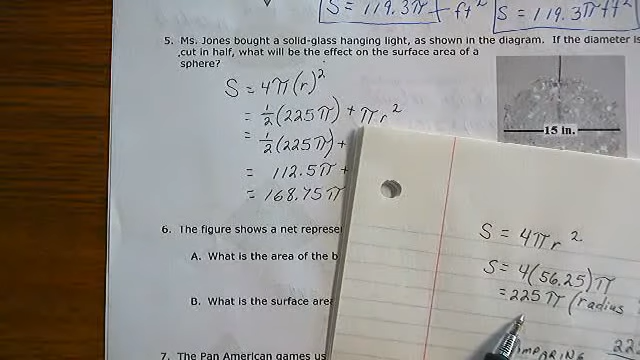 S = 119.3π ft²
S = 119.3π ft²
5. Ms. Jones bought a solid-glass hanging light, as shown in the diagram. If the diameter is
cut in half, what will be the effect on the surface area of a
sphere?
S = 4π(r)²
= ½(225π) + πr²
= ½(225π) +
= 112.5π +
= 168.75π
15 in.
6. The figure shows a net represe
A. What is the area of the b
B. What is the surface are
7. The Pan American games us
S = 4πr²
S = 4(56.25)π
= 225π (radius
COMPARING 22